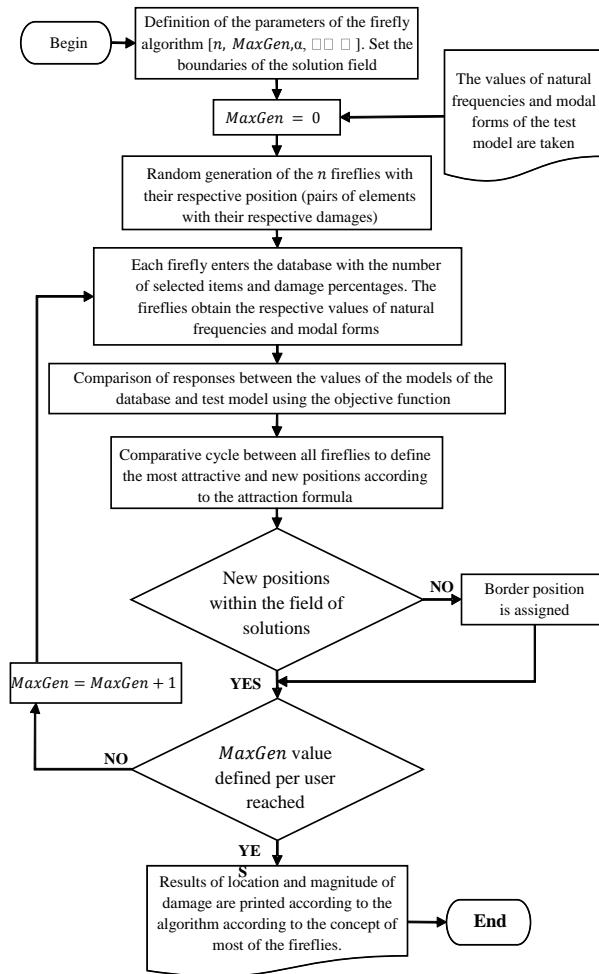 Begin
Definition of the parameters of the firefly
algorithm [n, MaxGen,α, □□ □ ]. Set the
boundaries of the solution field
MaxGen = 0
The values of natural
frequencies and modal
forms of the test
model are taken
Random generation of the n fireflies with
their respective position (pairs of elements
with their respective damages)
Each firefly enters the database with the number
of selected items and damage percentages. The
fireflies obtain the respective values of natural
frequencies and modal forms
Comparison of responses between the values of the models of the
database and test model using the objective function
Comparative cycle between all fireflies to define
the most attractive and new positions according
to the attraction formula
New positions
within the field of
solutions
NO
Border position
is assigned
YES
MaxGen = MaxGen + 1
NO
MaxGen value
defined per user
reached
YE
S
Results of location and magnitude of
damage are printed according to the
algorithm according to the concept of
most of the fireflies.
End